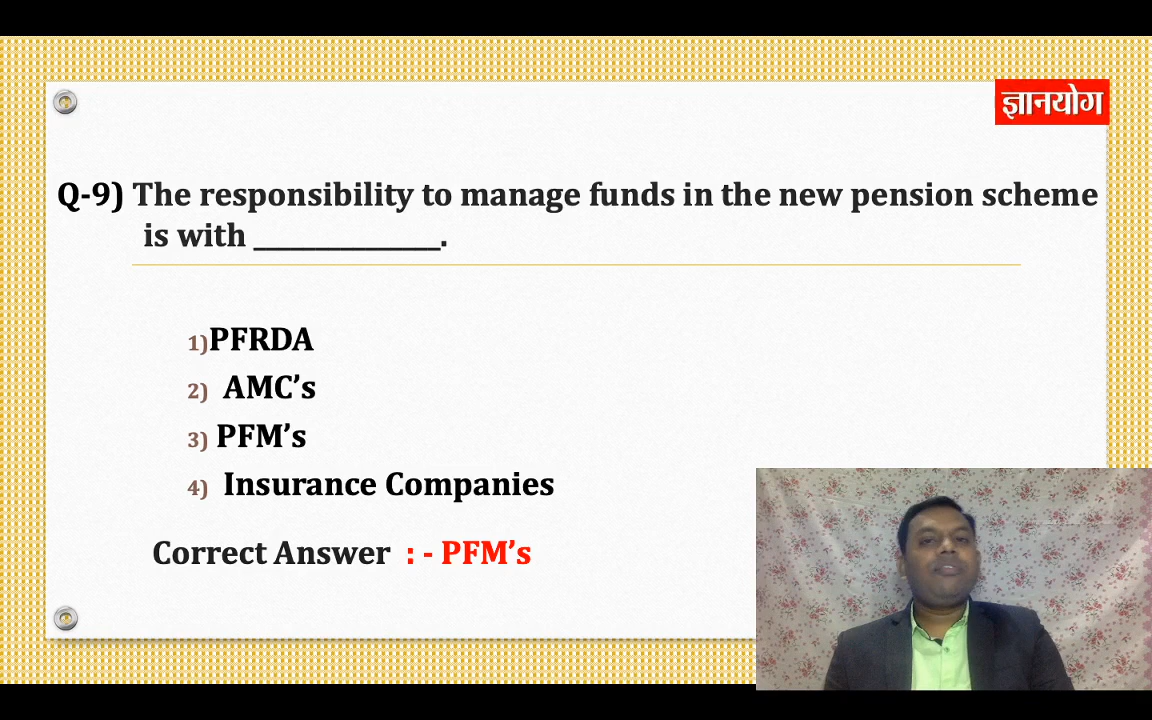 ज्ञानयोग
Q-9) The responsibility to manage funds in the new pension scheme
is with _______________.
1)PFRDA
2) AMC’s
3) PFM’s
4) Insurance Companies
Correct Answer : - PFM’s